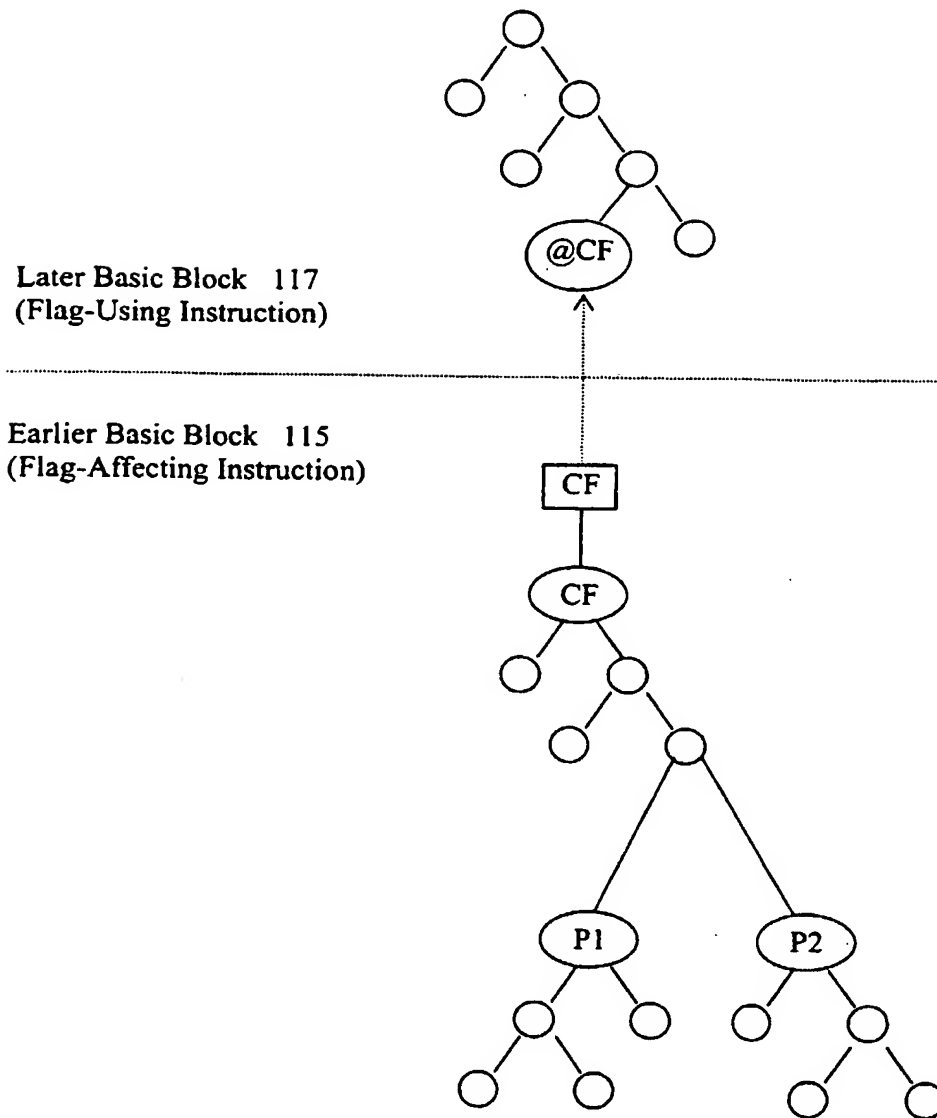 @CF
Later Basic Block 117
(Flag-Using Instruction)
Earlier Basic Block 115
(Flag-Affecting Instruction)
CF
CF
P1 P2